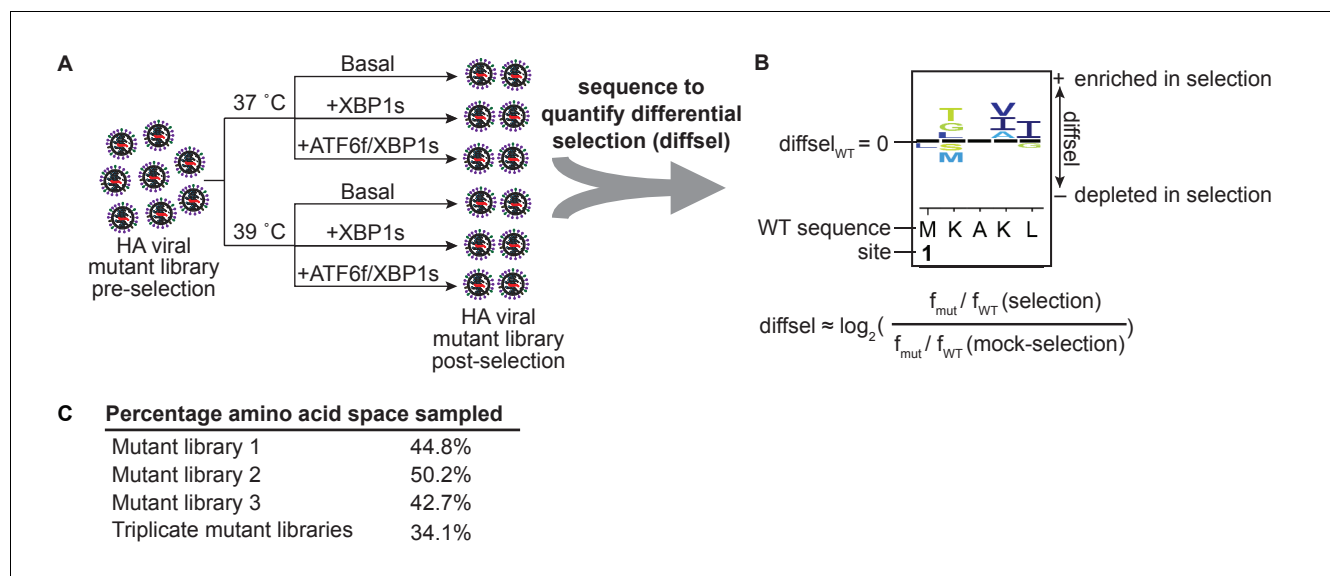 A
37 ˚C
Basal
+XBP1s
+ATF6f/XBP1s
39 ˚C
Basal
+XBP1s
+ATF6f/XBP1s
HA viral
mutant library
pre-selection
HA viral
mutant library
post-selection
sequence to
quantify differential
selection (diffsel)
B
+ enriched in selection
diffsel
− depleted in selection
diffselWT = 0
T
G
L
L
S
M
V
I
A
I
G
WT sequence
M K A K L
site
1
diffsel ≈ log2( fmut / fWT (selection)
fmut / fWT (mock-selection) )
C Percentage amino acid space sampled
Mutant library 1 44.8%
Mutant library 2 50.2%
Mutant library 3 42.7%
Triplicate mutant libraries 34.1%